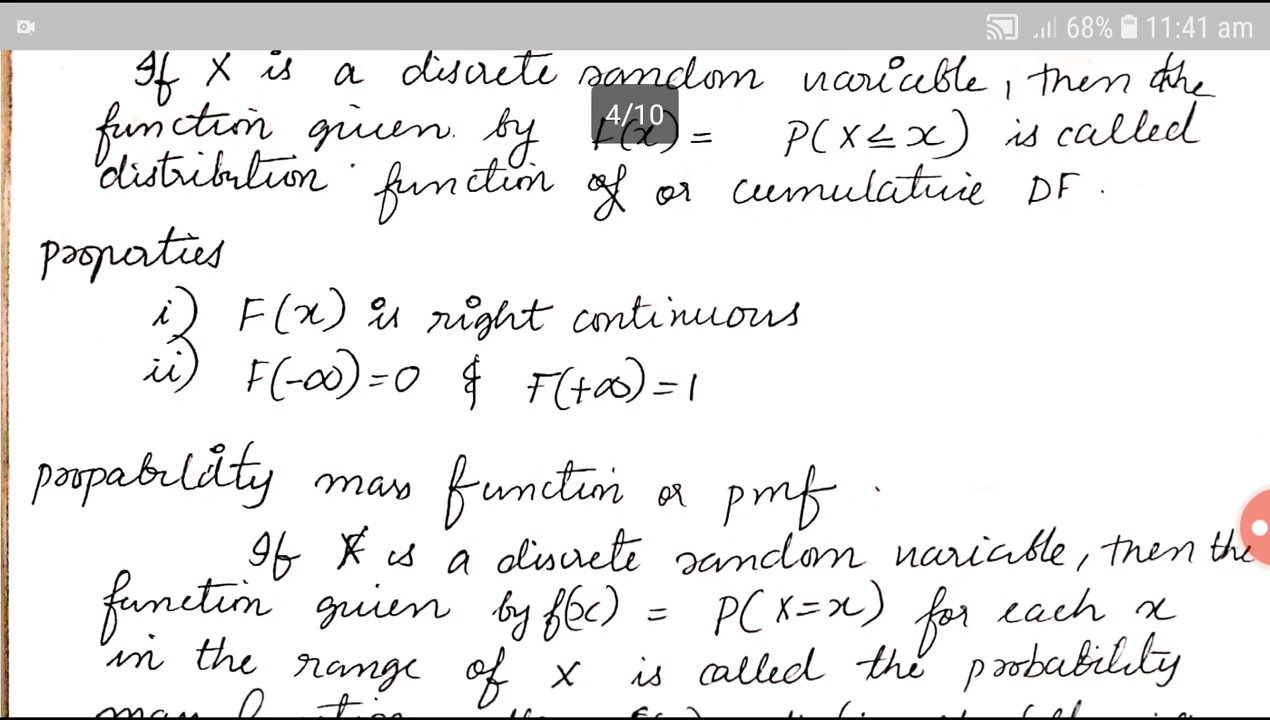 68% 11:41 am
If X is a discrete random variable, then the
function given by F(x) = P(X ≤ x) is called
distribution function of or cumulative DF.
4/10
properties
i) F(x) is right continuous
ii) F(-∞)=0 & F(+∞)=1
propability mass function or pmf.
If X is a discrete random variable, then the
function given by f(x) = P(X=x) for each x
in the range of X is called the probability